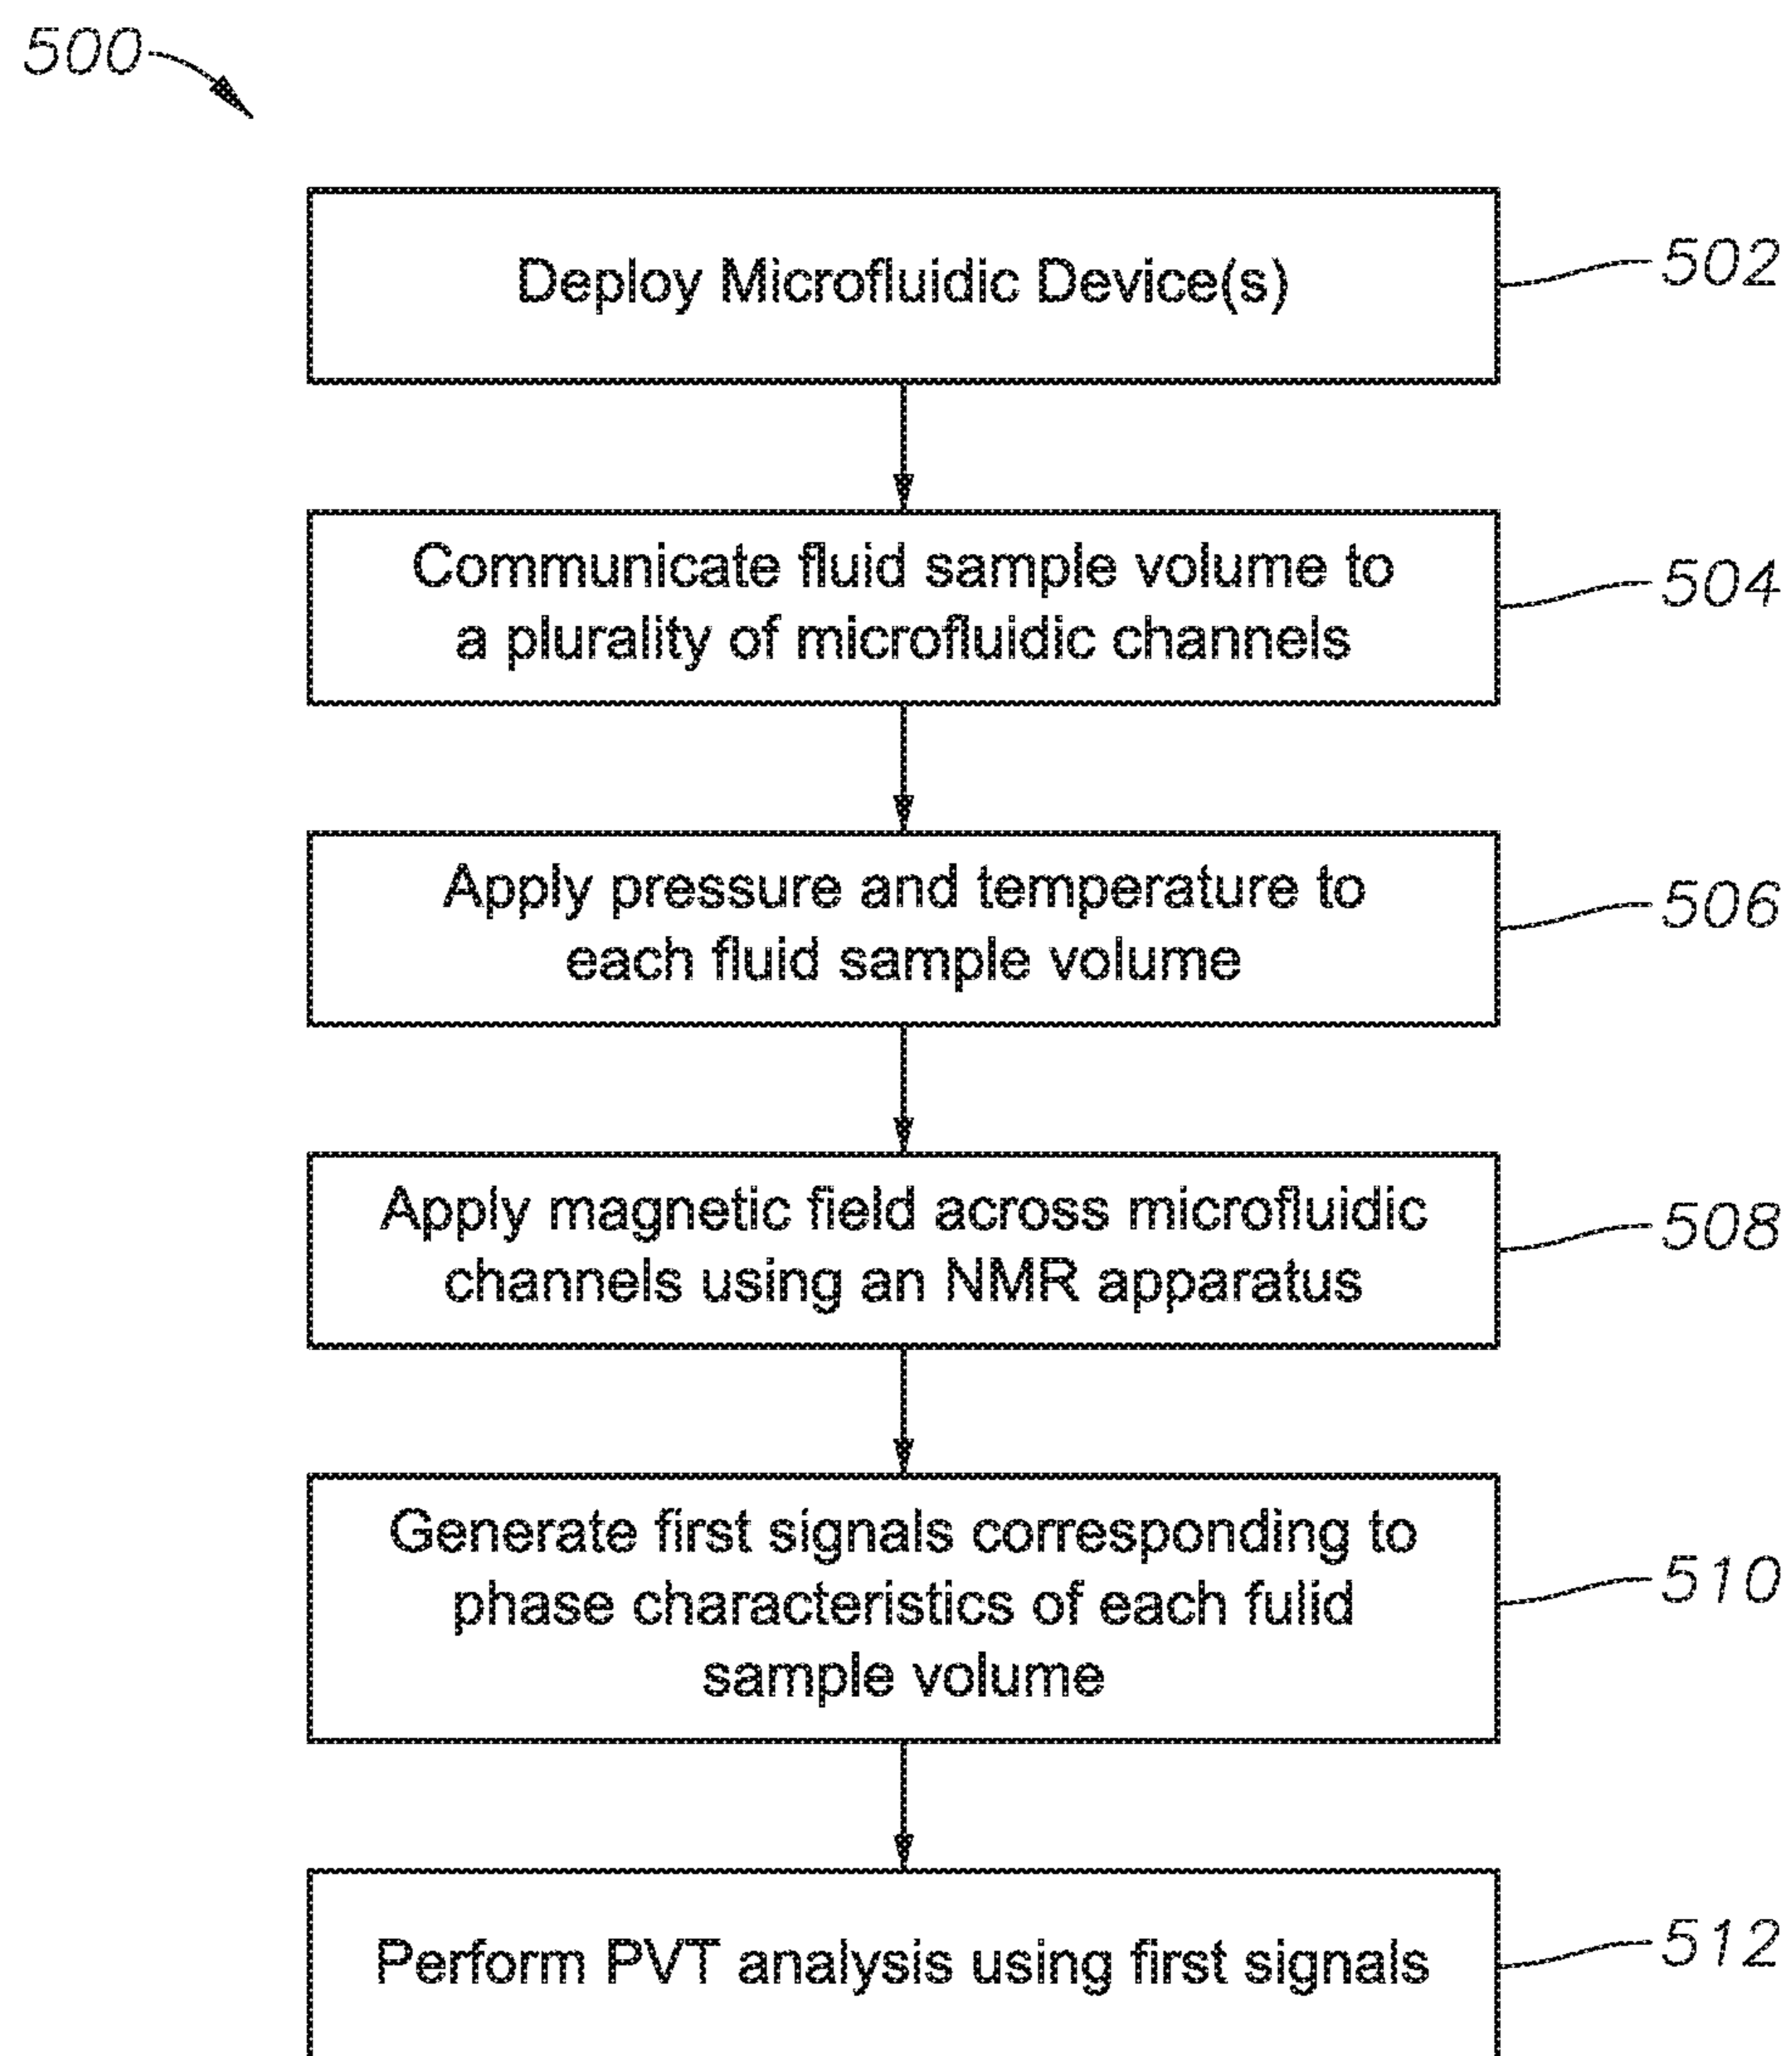 500
Deploy Microfluidic Device(s)
502
Communicate fluid sample volume to
a plurality of microfluidic channels
504
Apply pressure and temperature to
each fluid sample volume
506
Apply magnetic field across microfluidic
channels using an NMR apparatus
508
Generate first signals corresponding to
phase characteristics of each fulid
sample volume
510
Perform PVT analysis using first signals
512